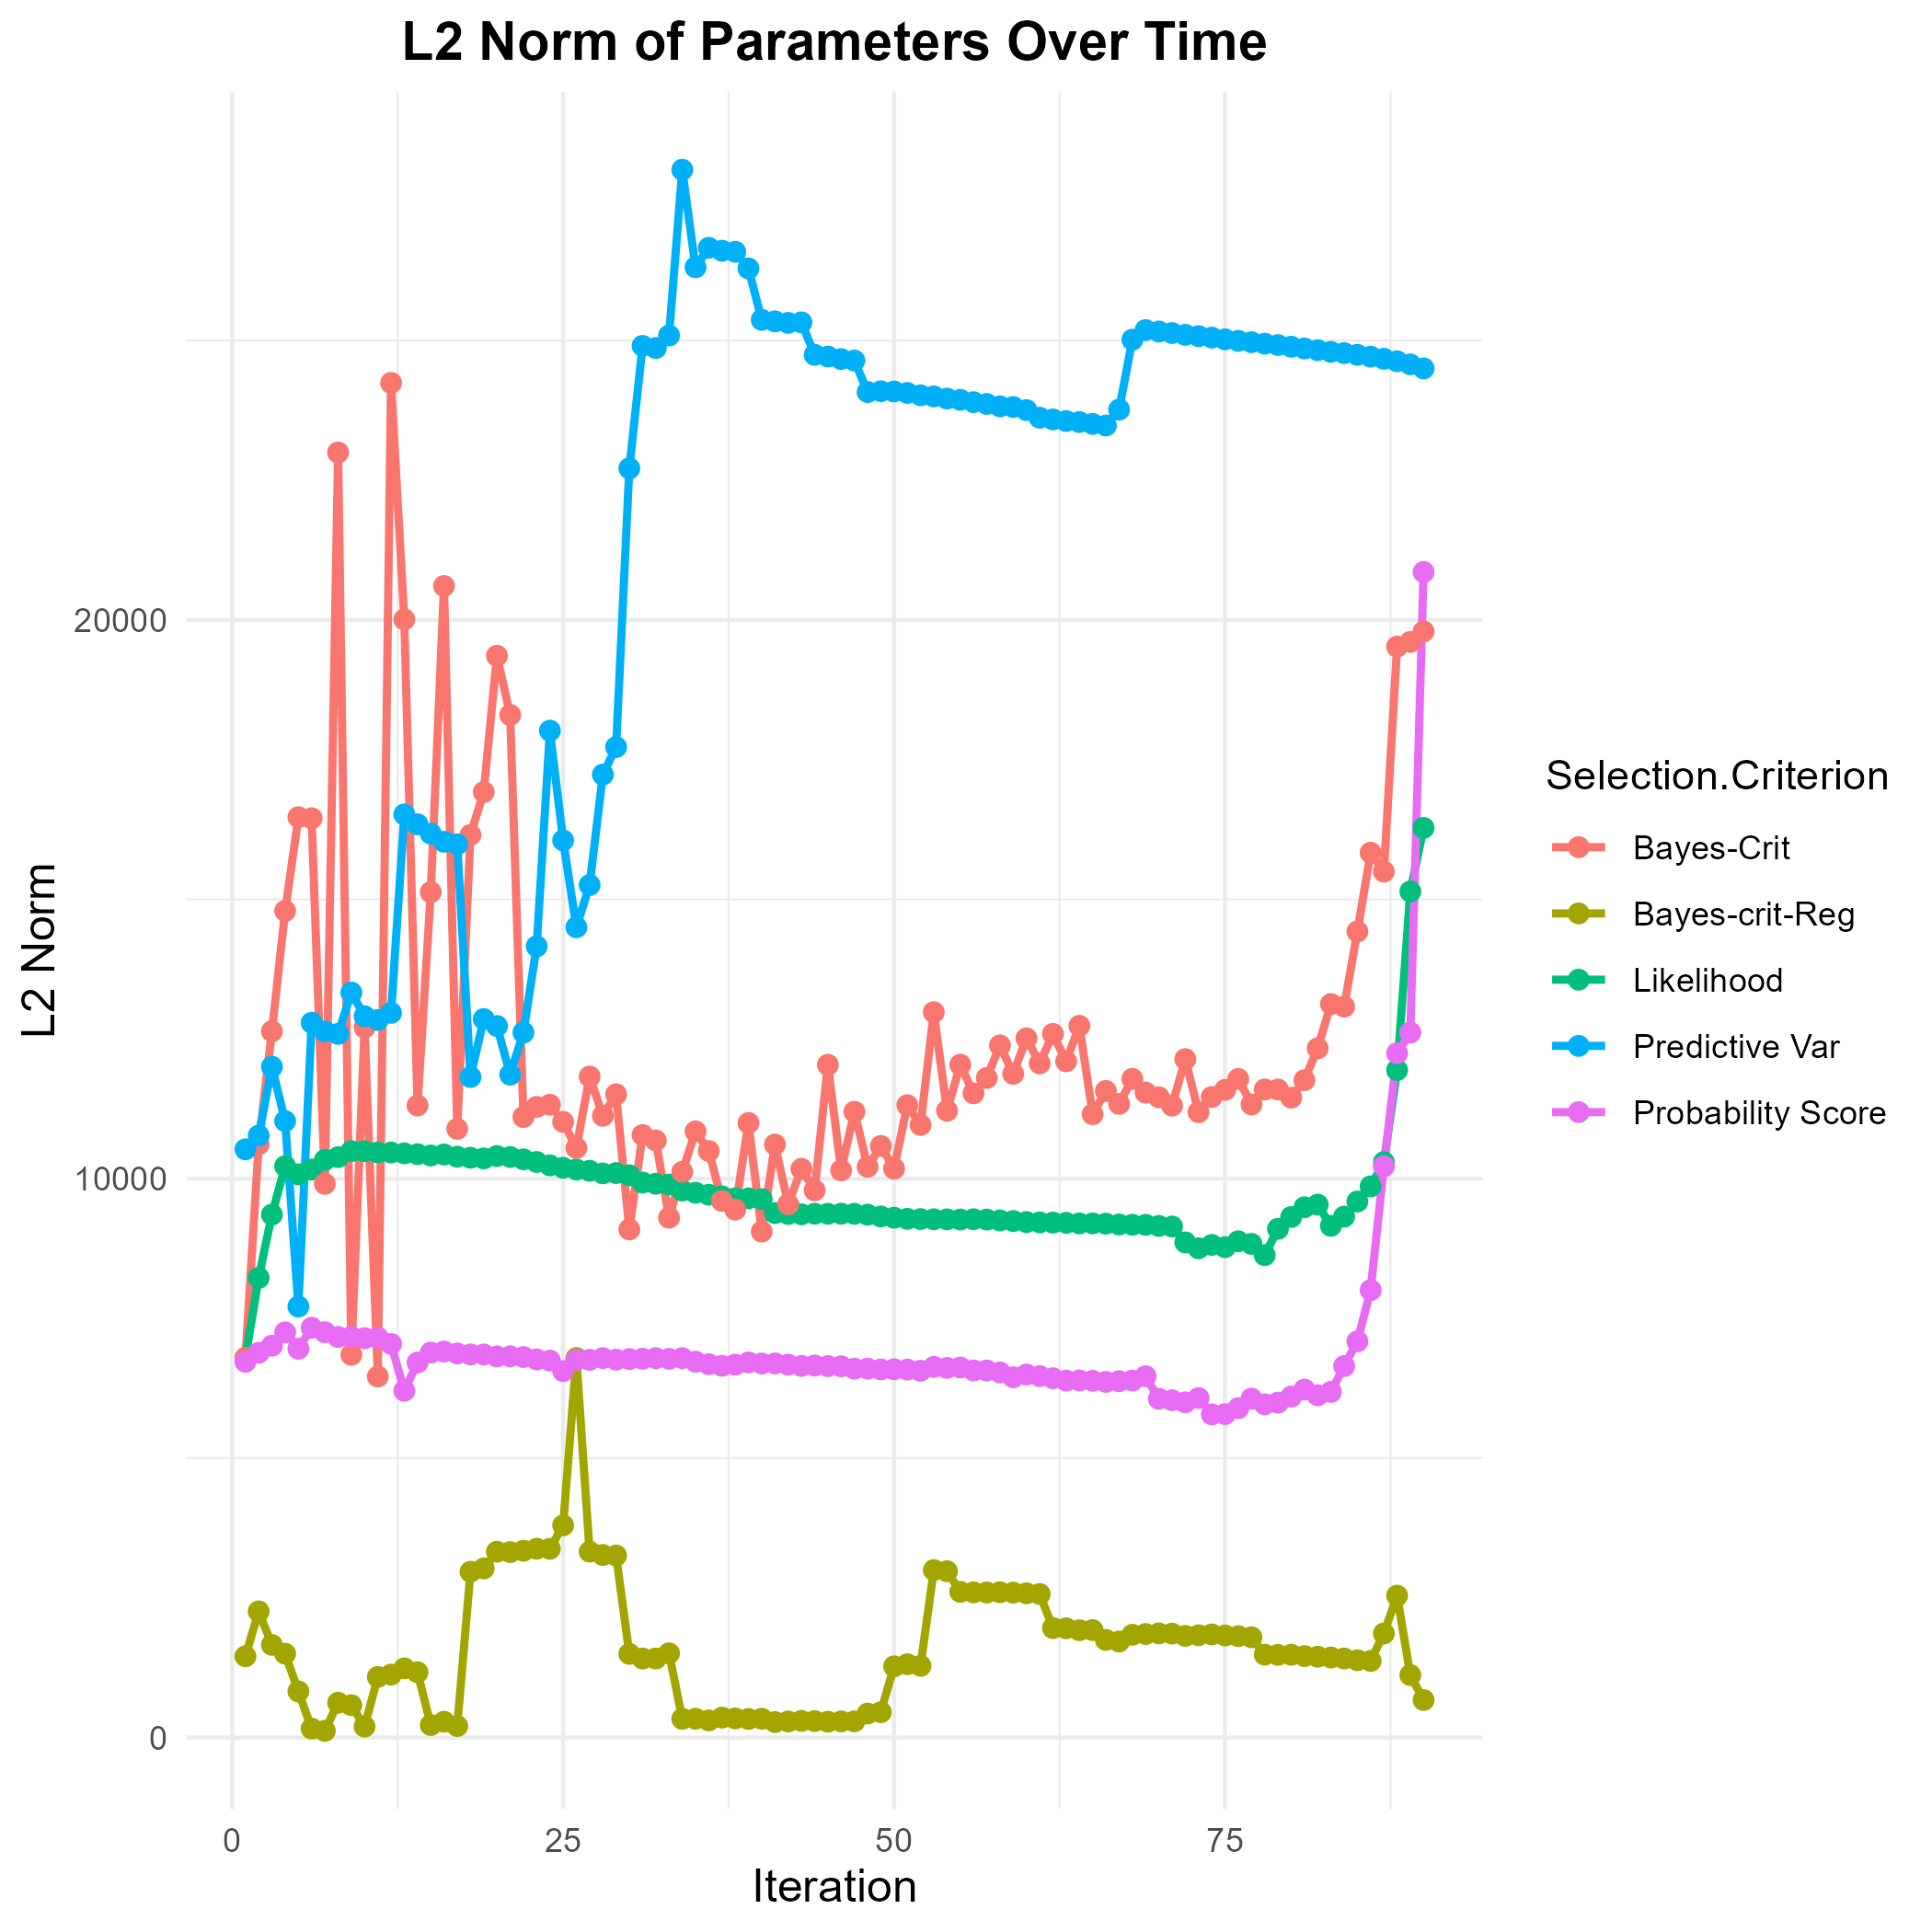 L2 Norm of Parameters Over Time
L2 Norm
20000
10000
0
0 25 50 75
Iteration
Selection.Criterion
Bayes-Crit
Bayes-crit-Reg
Likelihood
Predictive Var
Probability Score